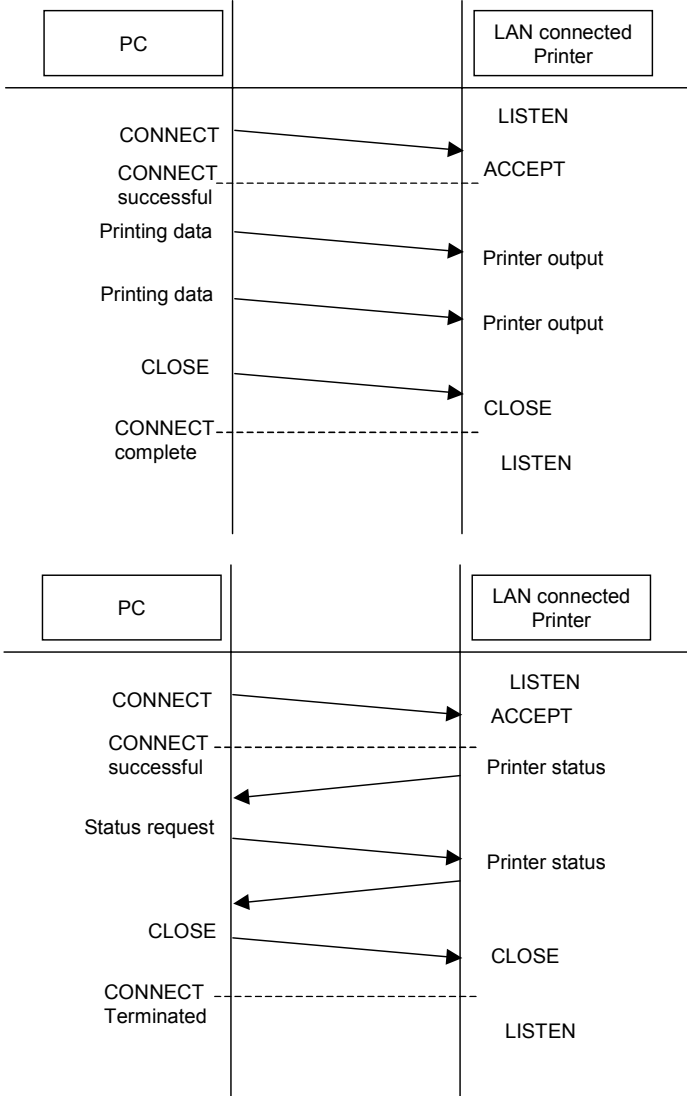 PC
LAN connected
Printer
LISTEN
CONNECT
ACCEPT
CONNECT
successful
Printing data
Printer output
Printing data
Printer output
CLOSE
CLOSE
CONNECT
complete
LISTEN
PC
LAN connected
Printer
LISTEN
CONNECT
ACCEPT
CONNECT
successful
Printer status
Status request
Printer status
CLOSE
CLOSE
CONNECT
Terminated
LISTEN